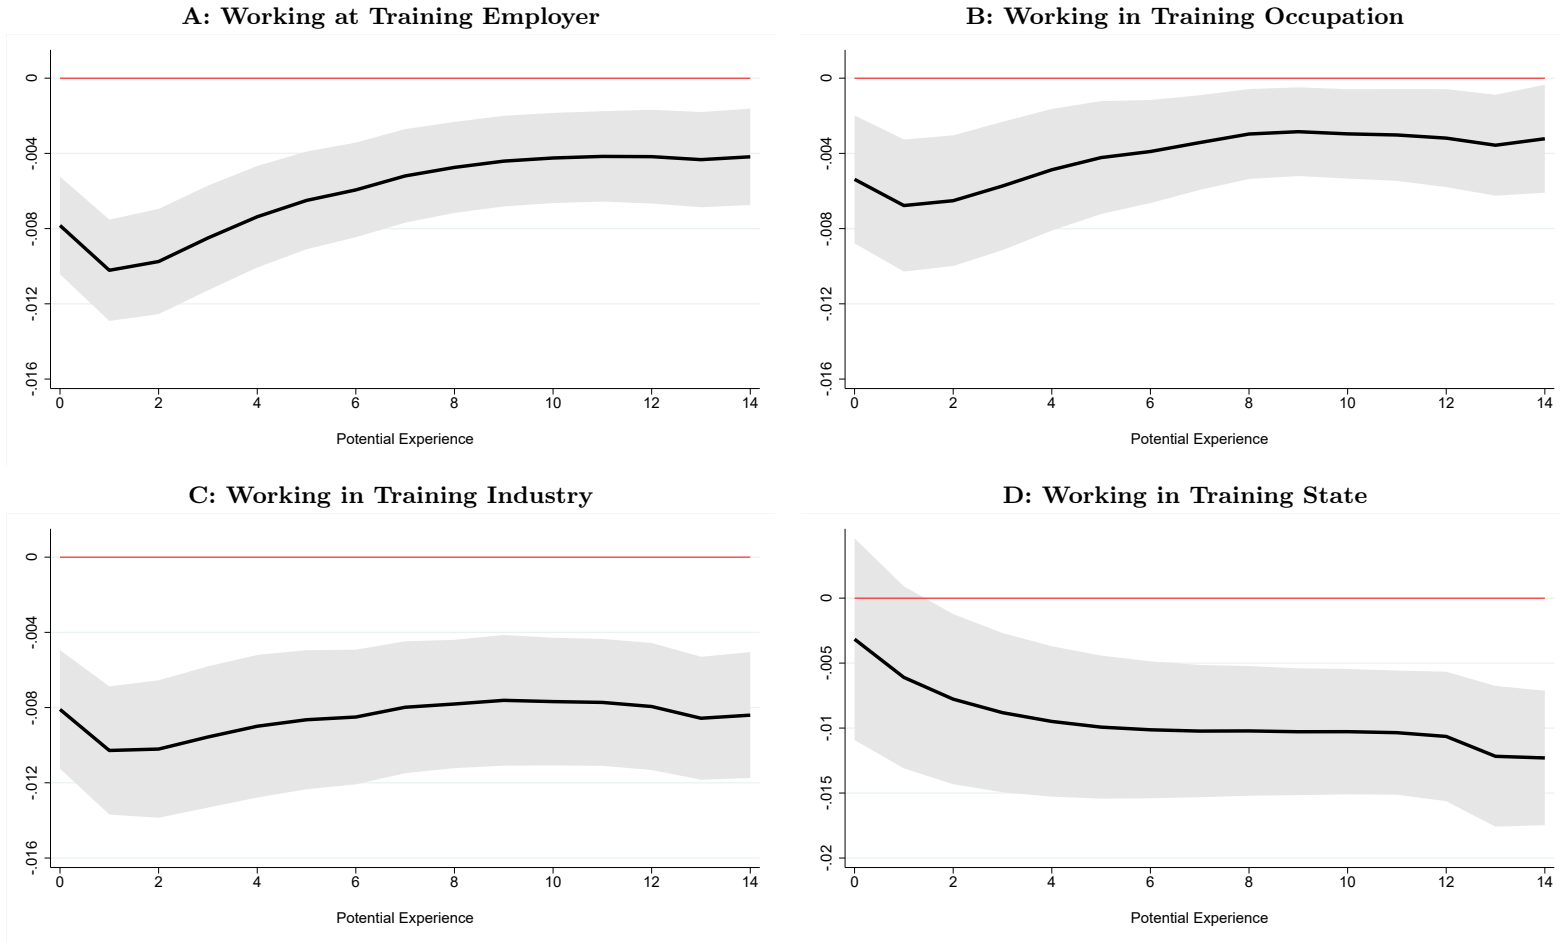 A: Working at Training Employer
0
-.004
-.008
-.012
-.016
0 2 4 6 8 10 12 14
Potential Experience
B: Working in Training Occupation
0
-.004
-.008
-.012
-.016
0 2 4 6 8 10 12 14
Potential Experience
C: Working in Training Industry
0
-.004
-.008
-.012
-.016
0 2 4 6 8 10 12 14
Potential Experience
D: Working in Training State
0
-.005
-.01
-.015
-.02
0 2 4 6 8 10 12 14
Potential Experience